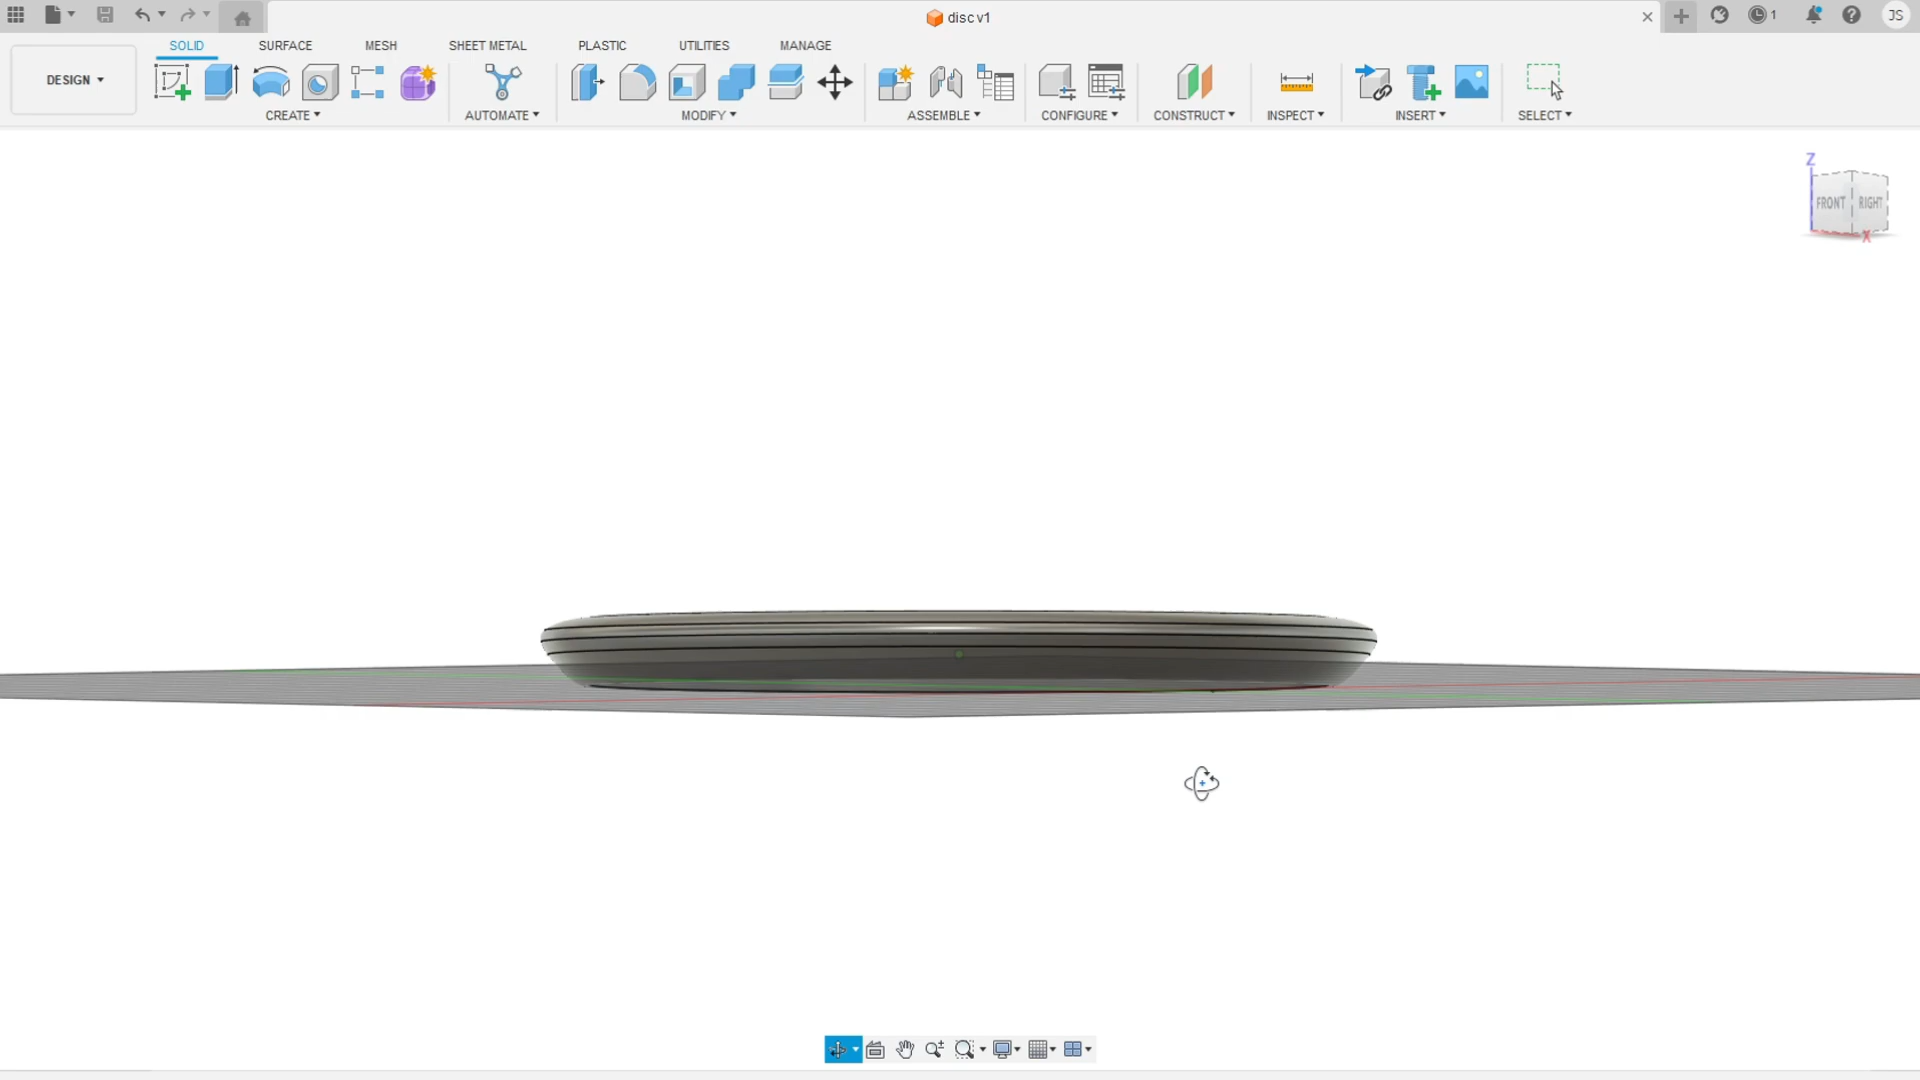 disc v1
1
JS
DESIGN
SOLID
SURFACE
MESH
SHEET METAL
PLASTIC
UTILITIES
MANAGE
CREATE
AUTOMATE
MODIFY
ASSEMBLE
CONFIGURE
CONSTRUCT
INSPECT
INSERT
SELECT
Z
FRONT
RIGHT
X